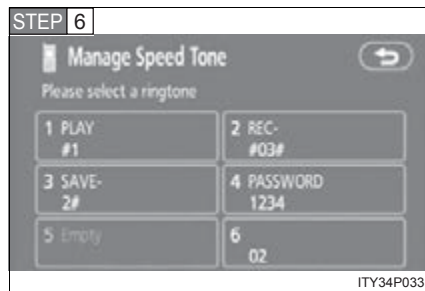 STEP 6
Manage Speed Tone
Please select a ringtone
1 PLAY
#1
2 REC-
#03#
3 SAVE-
2#
4 PASSWORD
1234
5 Empty
6
02
ITY34P033